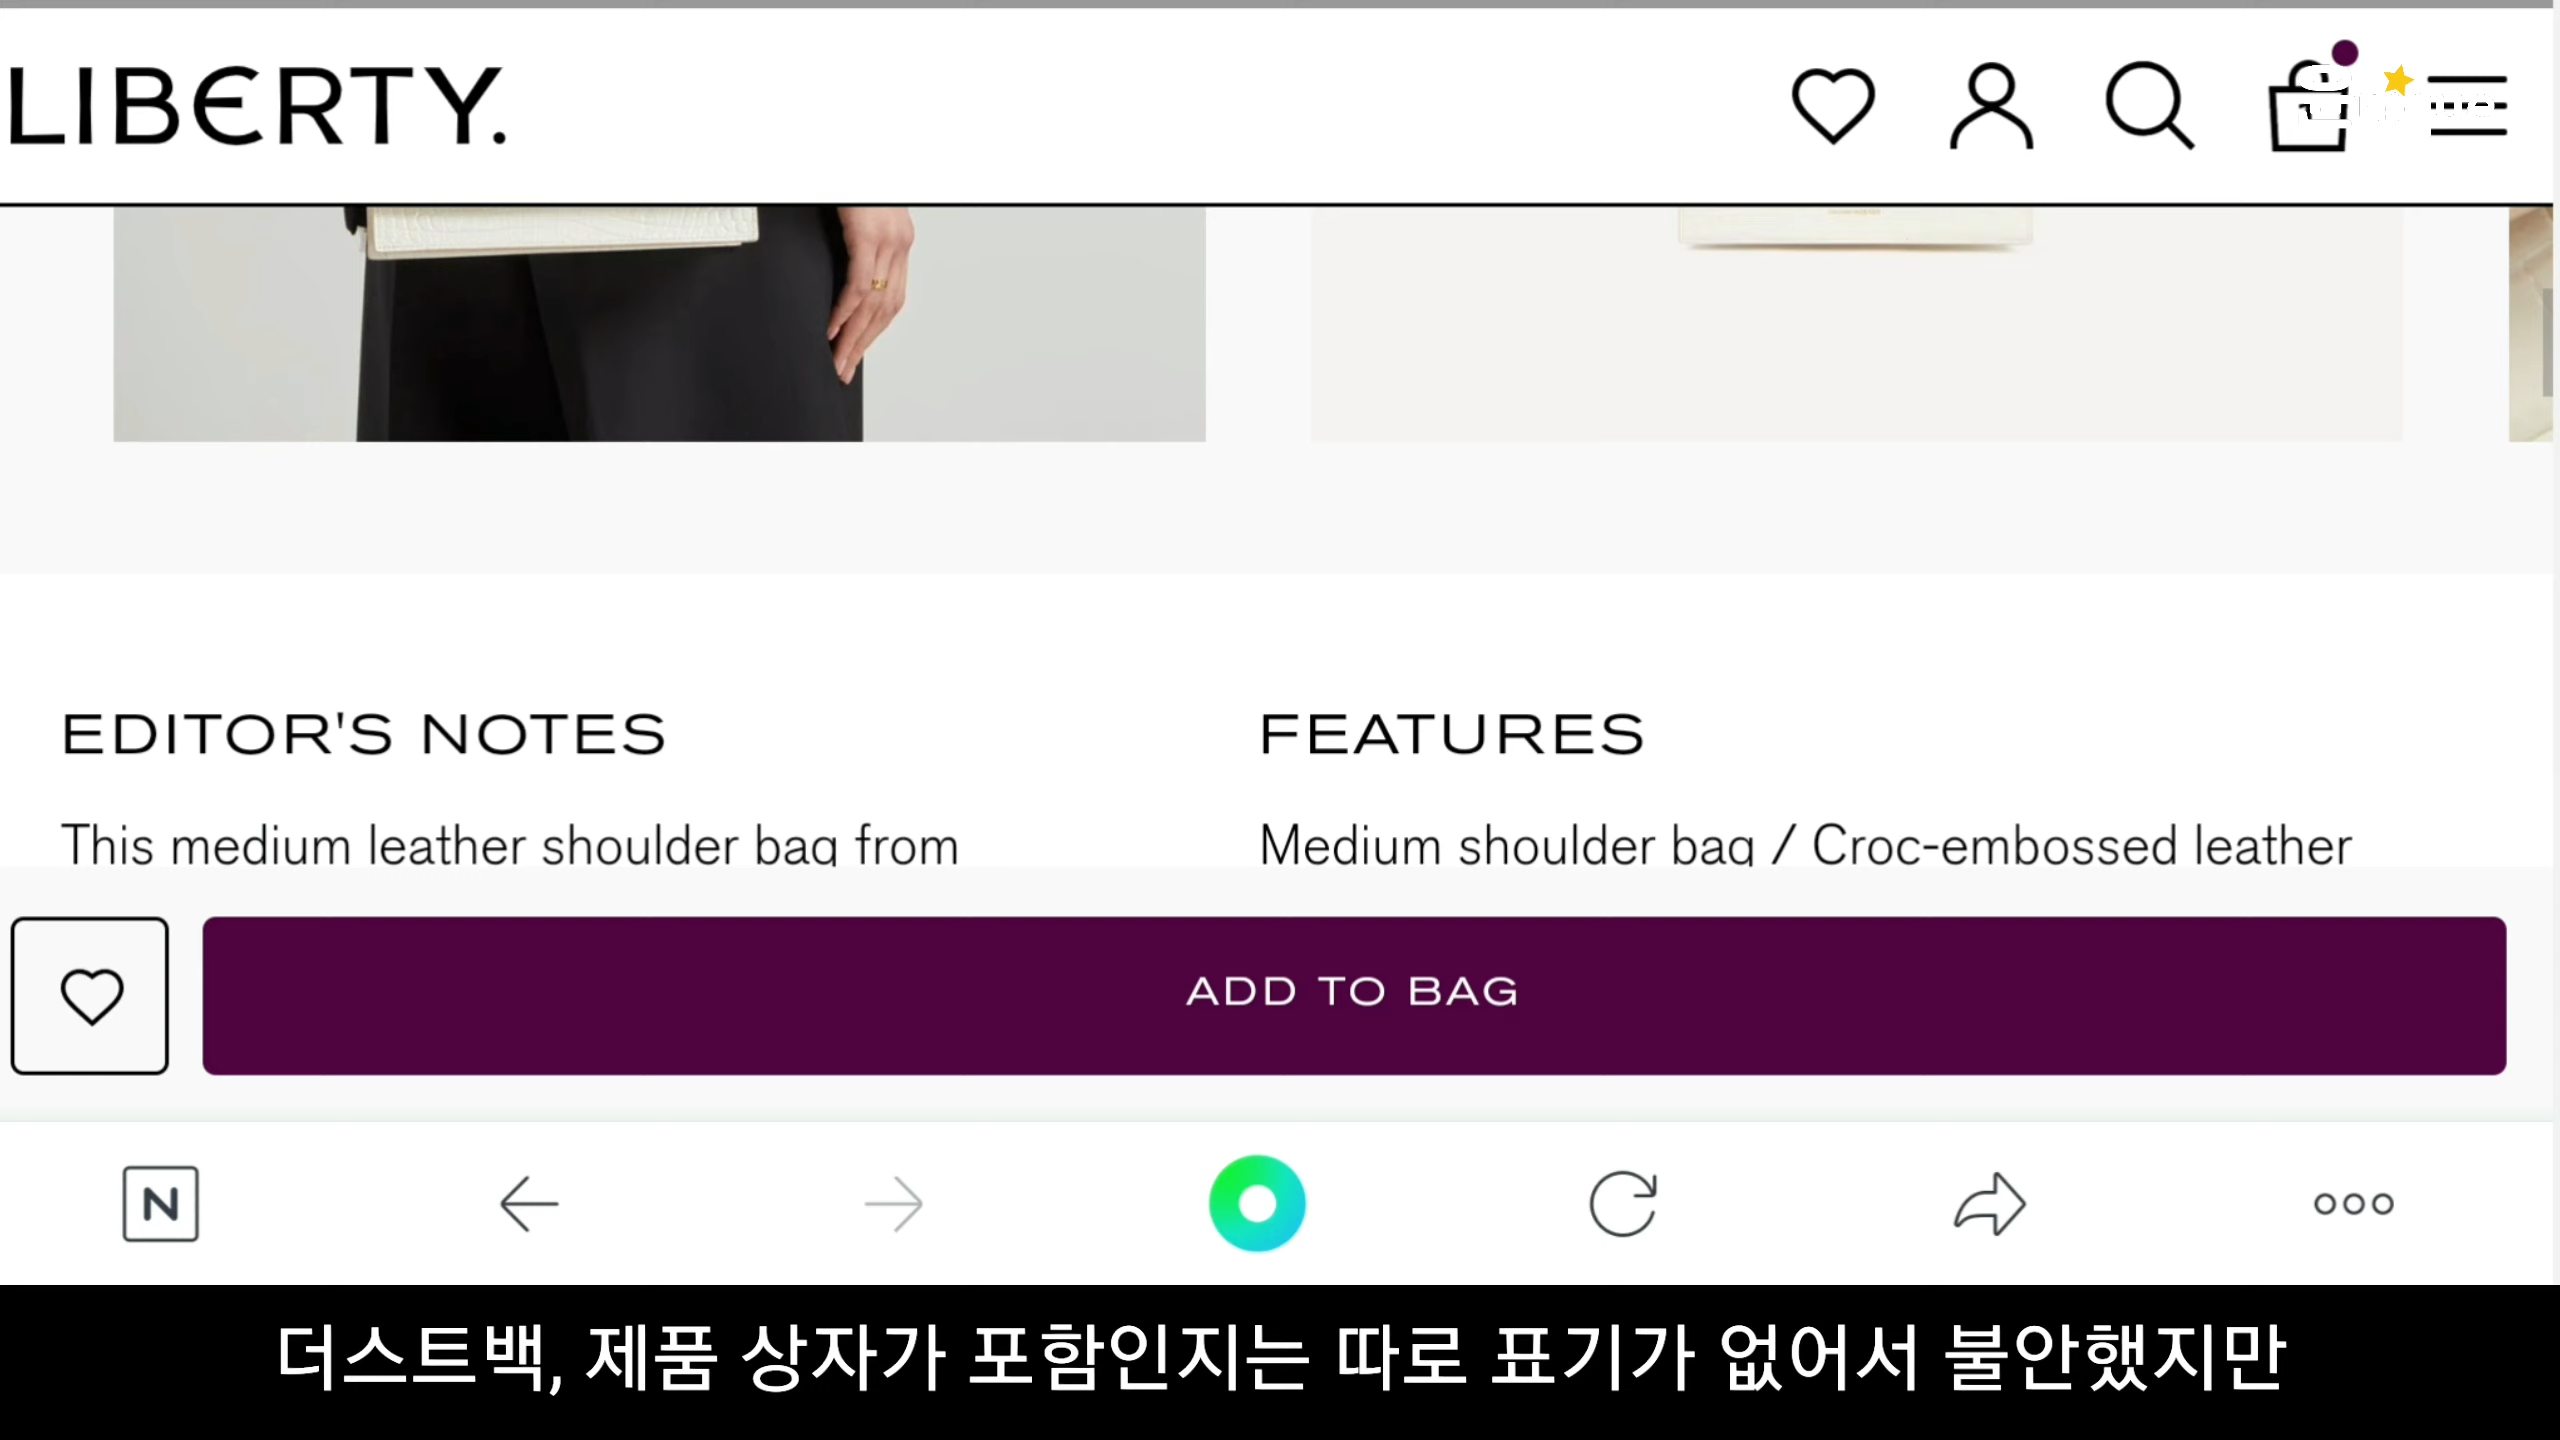 LIBERTY.
EDITOR'S NOTES
This medium leather shoulder bag from
FEATURES
Medium shoulder bag / Croc-embossed leather
ADD TO BAG
N
더스트백, 제품 상자가 포함인지는 따로 표기가 없어서 불안했지만